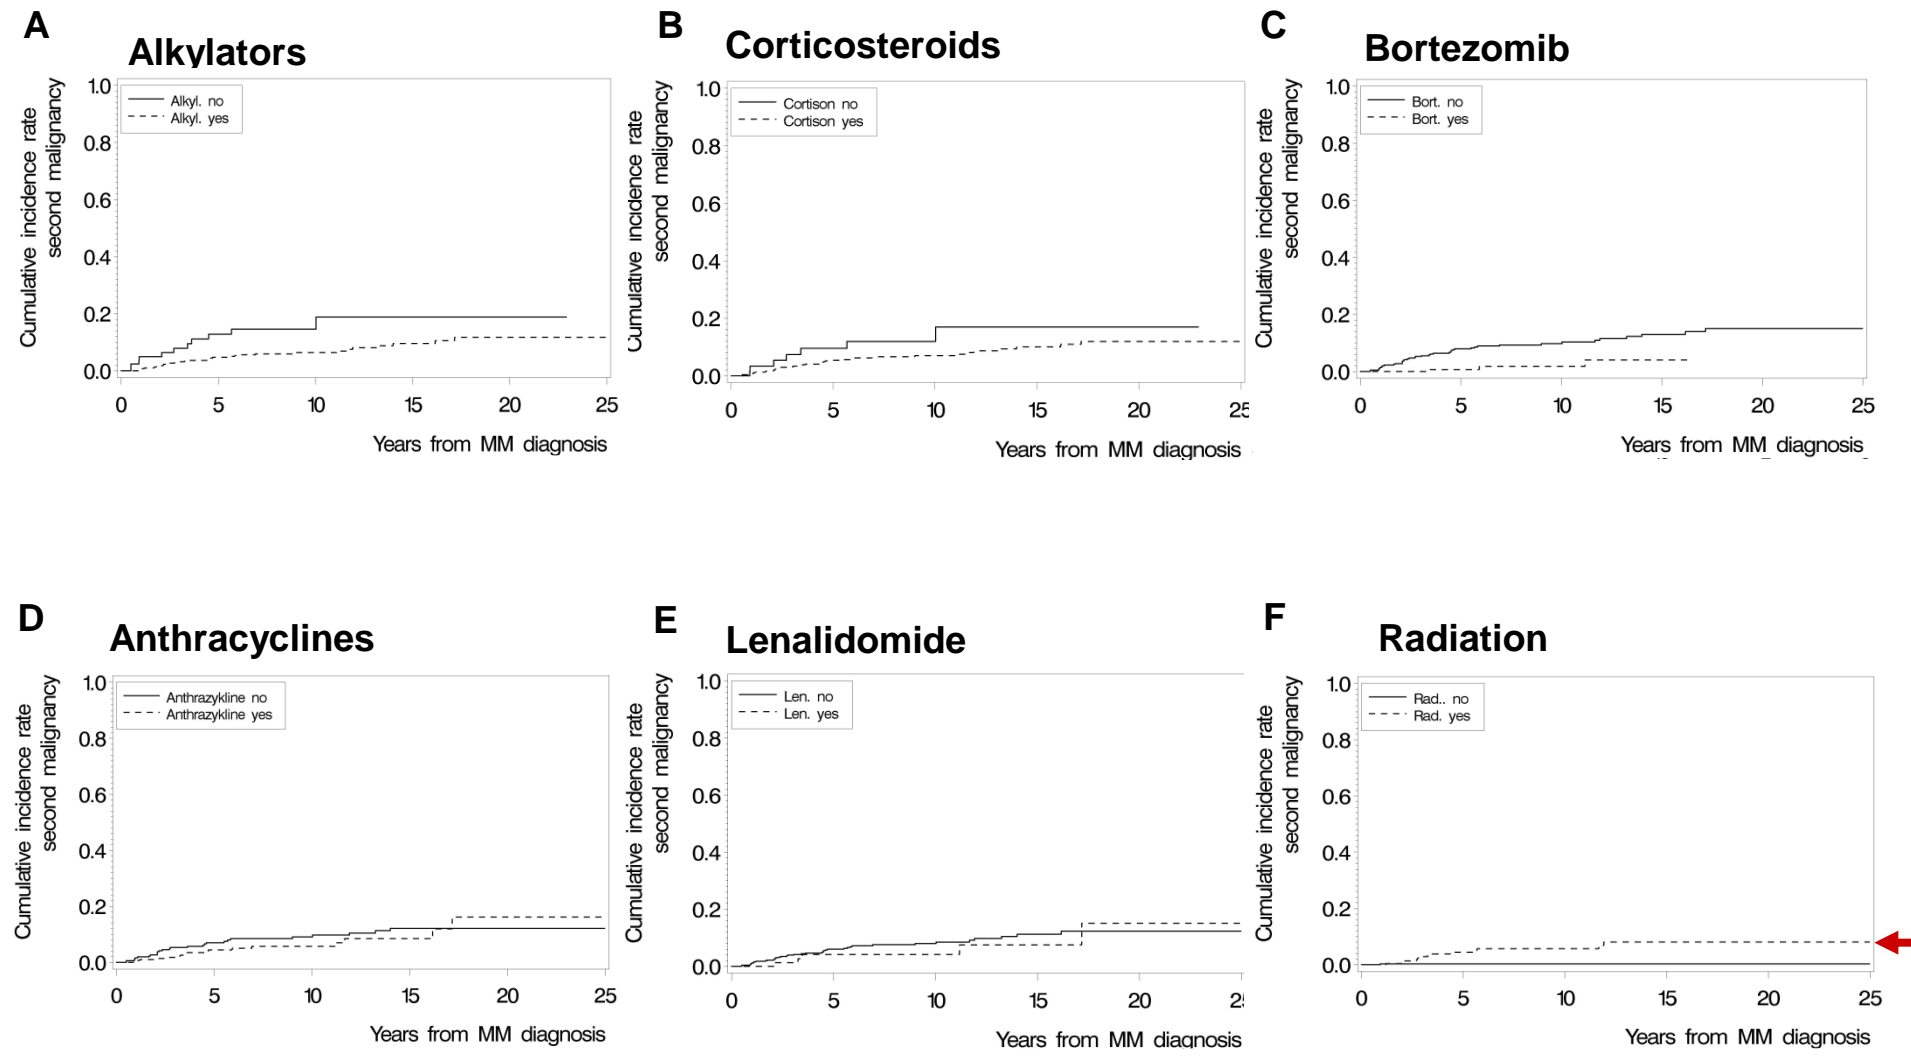 A
Alkylators
Cumulative incidence rate
second malignancy
Alkyl. no
Alkyl. yes
1.0
0.8
0.6
0.4
0.2
0.0
0 5 10 15 20 25
Years from MM diagnosis
B
Corticosteroids
Cumulative incidence rate
second malignancy
Cortison no
Cortison yes
1.0
0.8
0.6
0.4
0.2
0.0
0 5 10 15 20 25
Years from MM diagnosis
C
Bortezomib
Cumulative incidence rate
second malignancy
Bort. no
Bort. yes
1.0
0.8
0.6
0.4
0.2
0.0
0 5 10 15 20 25
Years from MM diagnosis
D
Anthracyclines
Cumulative incidence rate
second malignancy
Anthrazykline no
Anthrazykline yes
1.0
0.8
0.6
0.4
0.2
0.0
0 5 10 15 20 25
Years from MM diagnosis
E
Lenalidomide
Cumulative incidence rate
second malignancy
Len. no
Len. yes
1.0
0.8
0.6
0.4
0.2
0.0
0 5 10 15 20 25
Years from MM diagnosis
F
Radiation
Cumulative incidence rate
second malignancy
Rad.. no
Rad. yes
1.0
0.8
0.6
0.4
0.2
0.0
0 5 10 15 20 25
Years from MM diagnosis